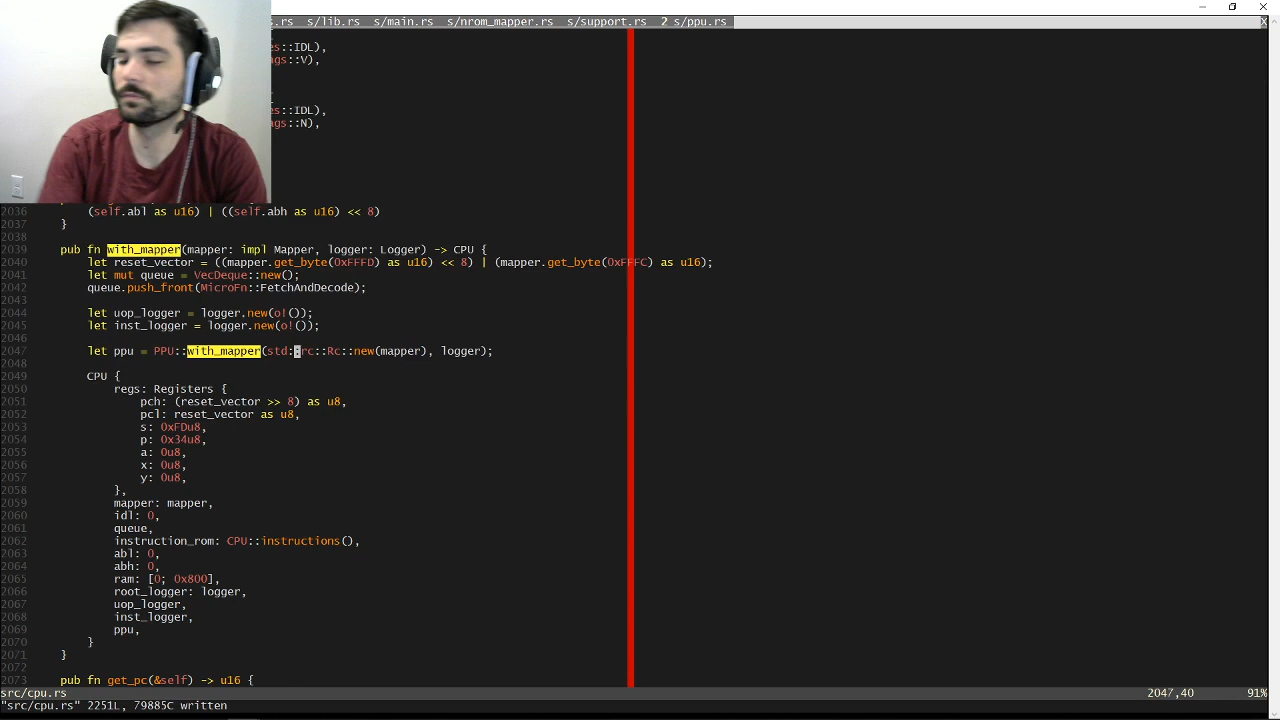 s.rs s/lib.rs s/main.rs s/nrom_mapper.rs s/support.rs 2 s/ppu.rs X
es::IDL),
ags::V),
es::IDL),
ags::N),
2036 (self.abl as u16) | ((self.abh as u16) << 8)
2037 }
2038
2039 pub fn with_mapper(mapper: impl Mapper, logger: Logger) -> CPU {
2040 let reset_vector = ((mapper.get_byte(0xFFFD) as u16) << 8) | (mapper.get_byte(0xFFFC) as u16);
2041 let mut queue = VecDeque::new();
2042 queue.push_front(MicroFn::FetchAndDecode);
2043
2044 let uop_logger = logger.new(o!());
2045 let inst_logger = logger.new(o!());
2046
2047 let ppu = PPU::with_mapper(std::rc::Rc::new(mapper), logger);
2048
2049 CPU {
2050 regs: Registers {
2051 pch: (reset_vector >> 8) as u8,
2052 pcl: reset_vector as u8,
2053 s: 0xFDu8,
2054 p: 0x34u8,
2055 a: 0u8,
2056 x: 0u8,
2057 y: 0u8,
2058 },
2059 mapper: mapper,
2060 idl: 0,
2061 queue,
2062 instruction_rom: CPU::instructions(),
2063 abl: 0,
2064 abh: 0,
2065 ram: [0; 0x800],
2066 root_logger: logger,
2067 uop_logger,
2068 inst_logger,
2069 ppu,
2070 }
2071 }
2072
2073 pub fn get_pc(&self) -> u16 {
src/cpu.rs 2047,40 91%
"src/cpu.rs" 2251L, 79885C written